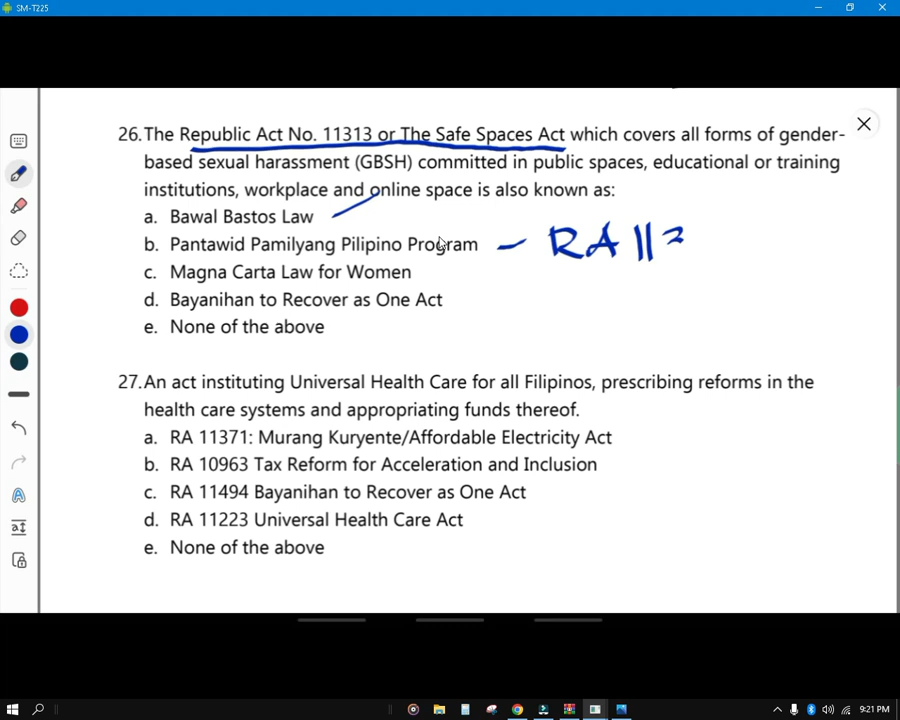 SM-T225
26. The Republic Act No. 11313 or The Safe Spaces Act which covers all forms of gender-
based sexual harassment (GBSH) committed in public spaces, educational or training
institutions, workplace and online space is also known as:
a. Bawal Bastos Law
b. Pantawid Pamilyang Pilipino Program – RA 11
c. Magna Carta Law for Women
d. Bayanihan to Recover as One Act
e. None of the above
27. An act instituting Universal Health Care for all Filipinos, prescribing reforms in the
health care systems and appropriating funds thereof.
a. RA 11371: Murang Kuryente/Affordable Electricity Act
b. RA 10963 Tax Reform for Acceleration and Inclusion
c. RA 11494 Bayanihan to Recover as One Act
d. RA 11223 Universal Health Care Act
e. None of the above
9:21 PM